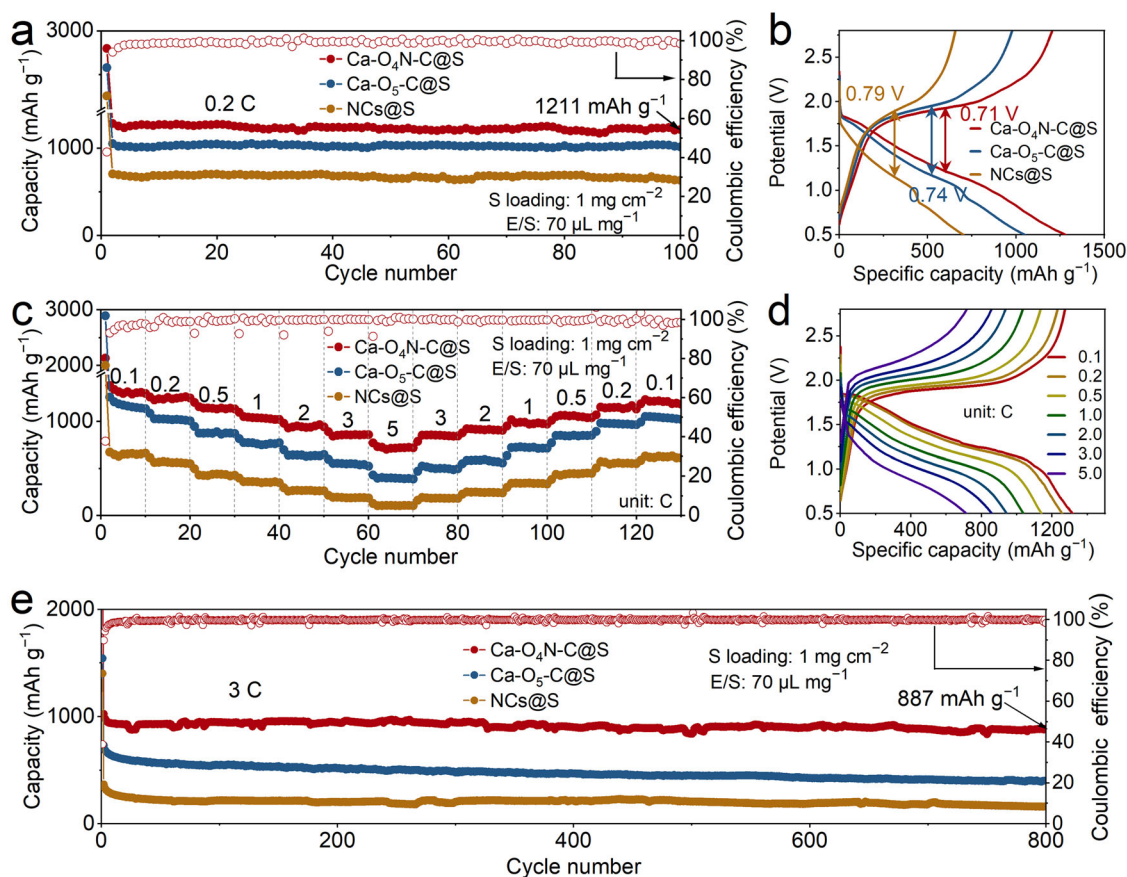 a
3000
1000
0
Capacity (mAh g⁻¹)
Ca-O₄N-C@S
Ca-O₅-C@S
NCs@S
0.2 C
1211 mAh g⁻¹
S loading: 1 mg cm⁻²
E/S: 70 µL mg⁻¹
0 20 40 60 80 100
Cycle number
100
80
60
40
20
0
Coulombic efficiency (%)
b
2.5
2.0
1.5
1.0
0.5
Potential (V)
0.79 V
0.71 V
0.74 V
Ca-O₄N-C@S
Ca-O₅-C@S
NCs@S
0 500 1000 1500
Specific capacity (mAh g⁻¹)
c
3000
2000
1000
0
Capacity (mAh g⁻¹)
Ca-O₄N-C@S
Ca-O₅-C@S
NCs@S
S loading: 1 mg cm⁻²
E/S: 70 µL mg⁻¹
0.1 0.2 0.5 1 2 3 5 3 2 1 0.5 0.2 0.1
unit: C
0 20 40 60 80 100 120
Cycle number
100
80
60
40
20
0
Coulombic efficiency (%)
d
2.5
2.0
1.5
1.0
0.5
Potential (V)
unit: C
0.1
0.2
0.5
1.0
2.0
3.0
5.0
0 400 800 1200
Specific capacity (mAh g⁻¹)
e
2000
1000
0
Capacity (mAh g⁻¹)
3 C
Ca-O₄N-C@S
Ca-O₅-C@S
NCs@S
S loading: 1 mg cm⁻²
E/S: 70 µL mg⁻¹
887 mAh g⁻¹
0 200 400 600 800
Cycle number
100
80
60
40
20
0
Coulombic efficiency (%)